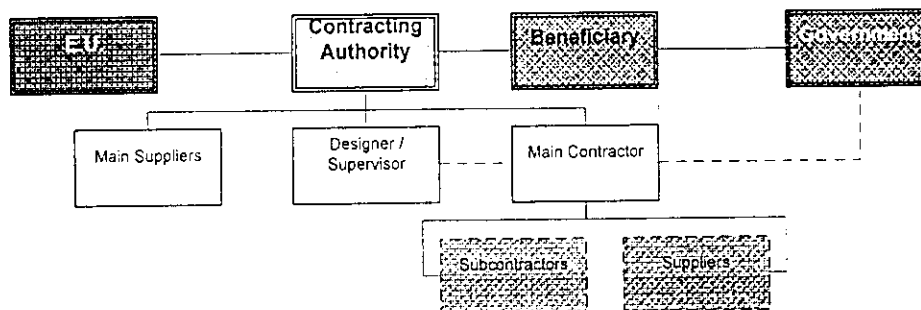 EU
Contracting
Authority
Beneficiary
Government
Main Suppliers
Designer /
Supervisor
Main Contractor
Subcontractors
Suppliers